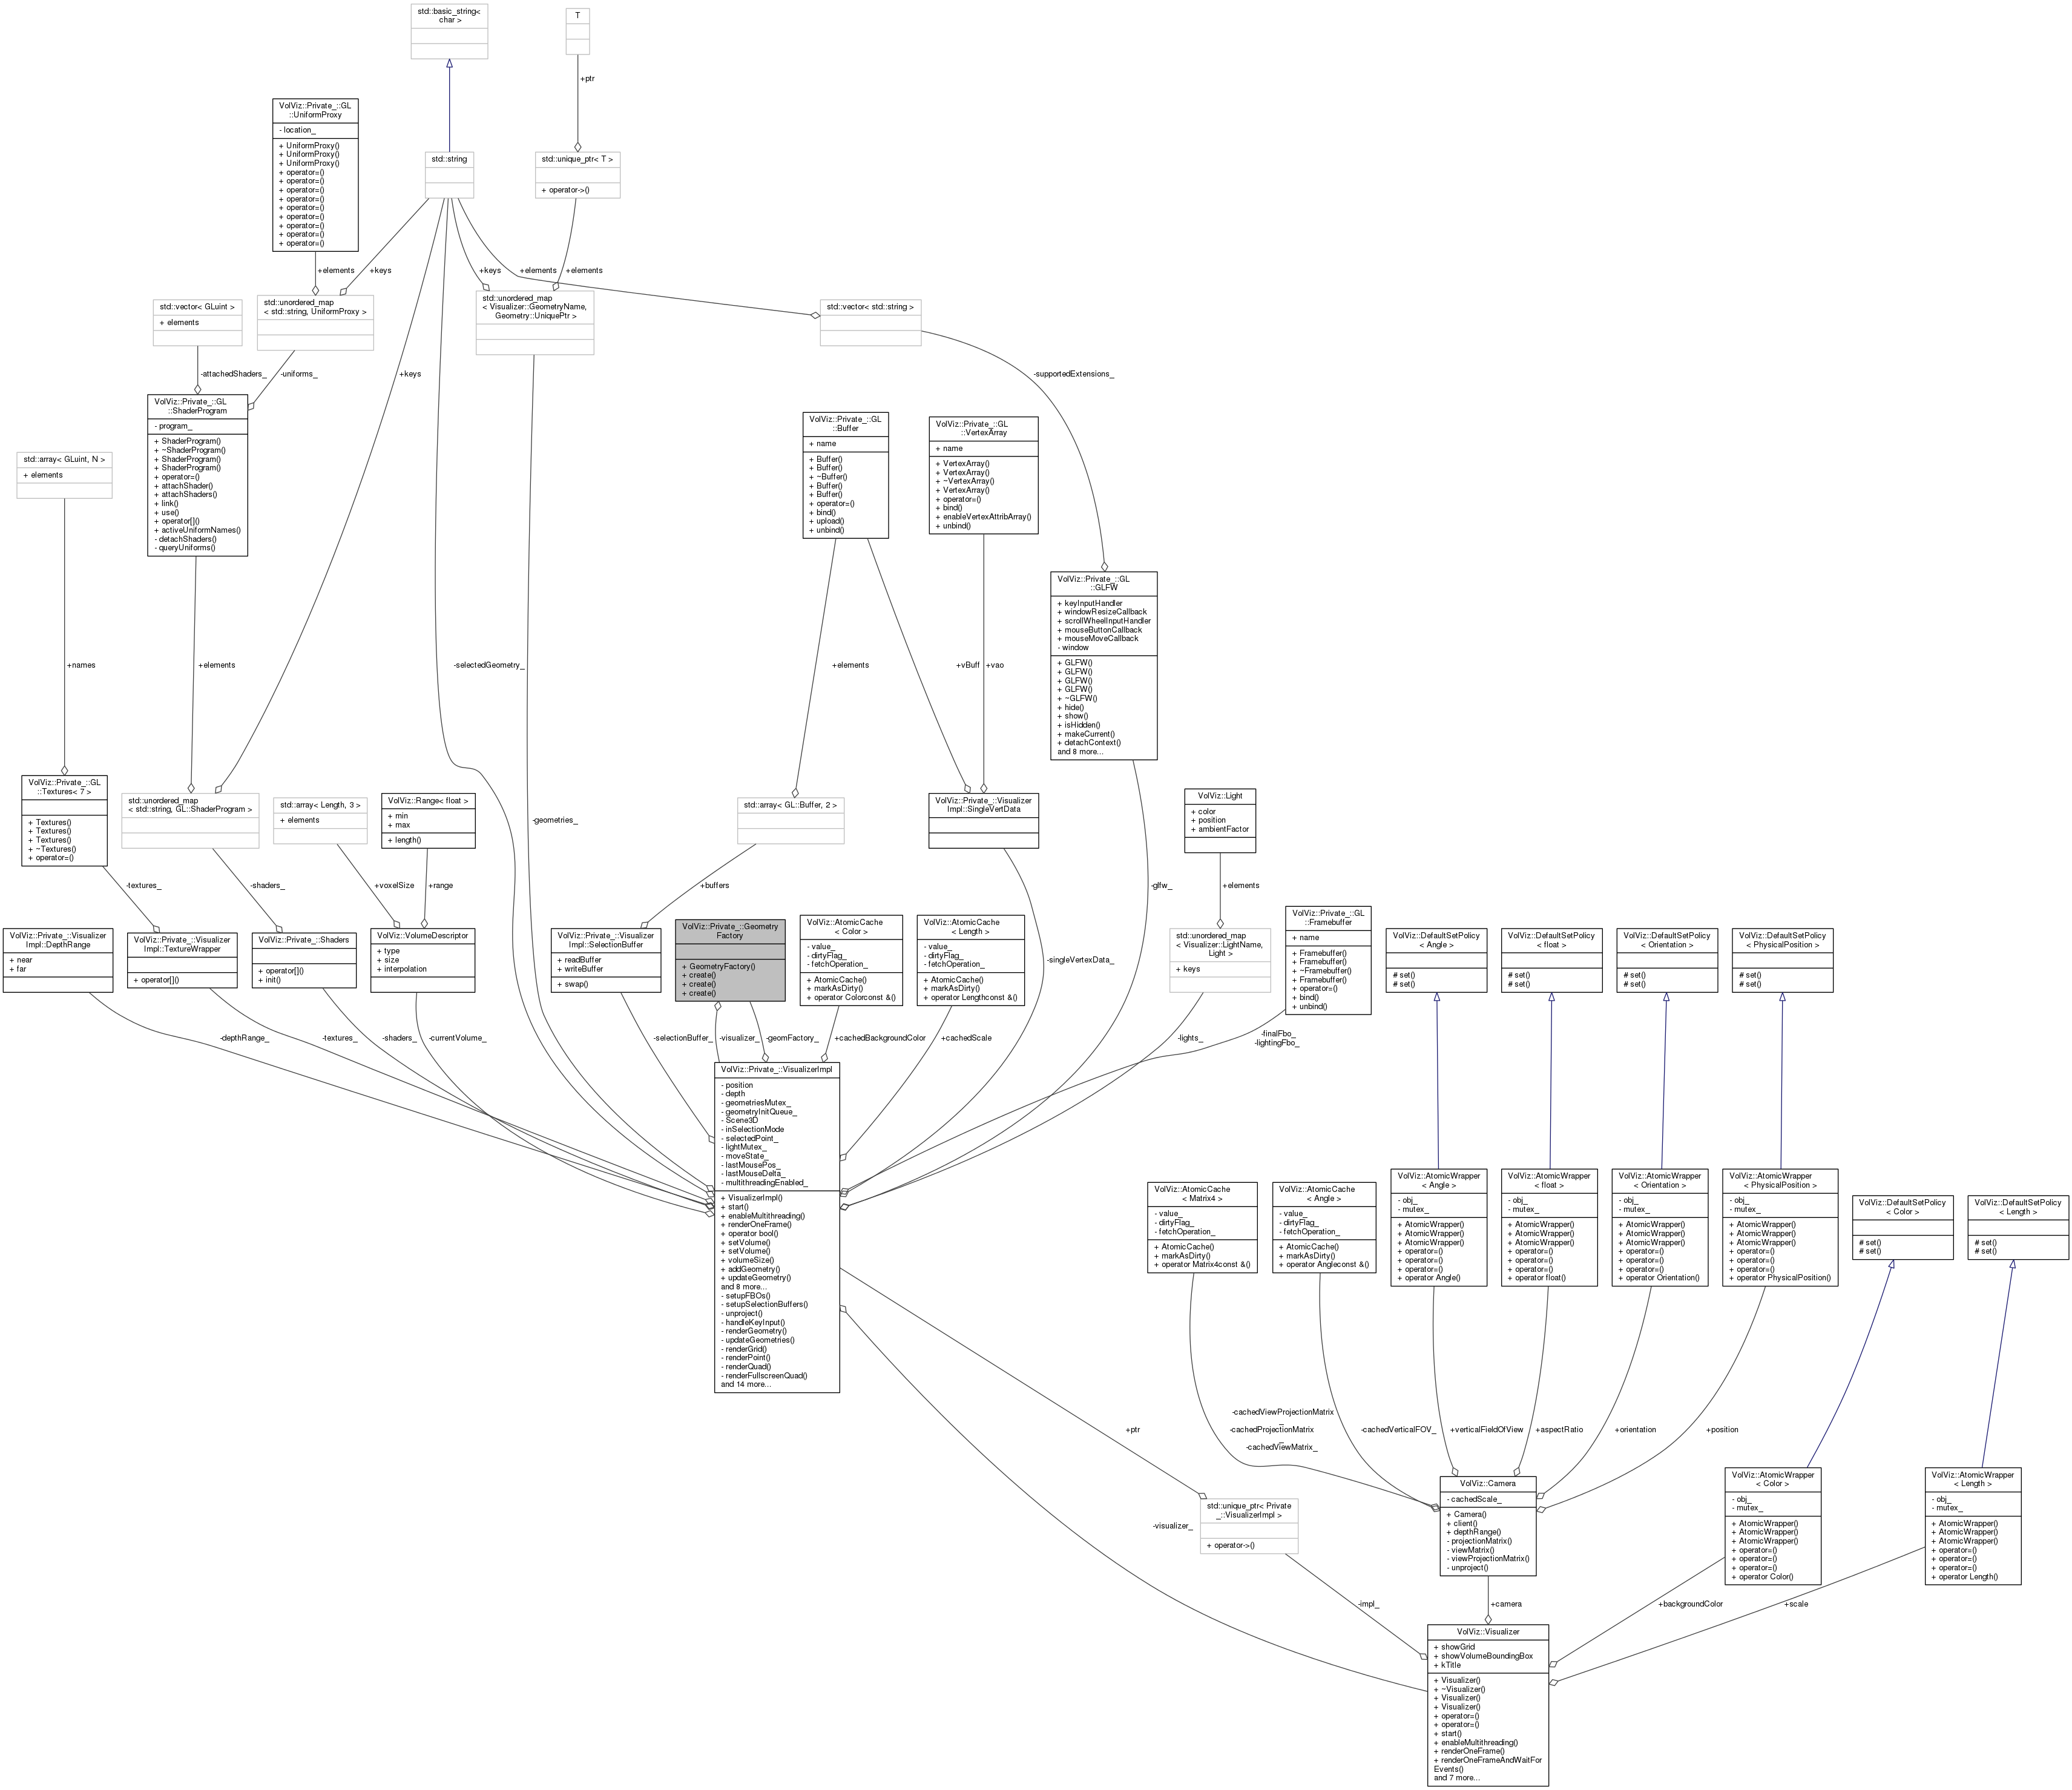 std::basic_string<
char >
T
+ptr
VolViz::Private_::GL
::UniformProxy
- location_
+ UniformProxy()
+ UniformProxy()
+ UniformProxy()
+ operator=()
+ operator=()
+ operator=()
+ operator=()
+ operator=()
+ operator=()
+ operator=()
+ operator=()
+ operator=()
std::string
std::unique_ptr< T >
+ operator->()
+elements
+keys
+keys
+elements
+elements
std::vector< GLuint >
+ elements
std::unordered_map
< std::string, UniformProxy >
std::unordered_map
< Visualizer::GeometryName,
Geometry::UniquePtr >
std::vector< std::string >
-attachedShaders_
-uniforms_
+keys
-supportedExtensions_
VolViz::Private_::GL
::ShaderProgram
- program_
+ ShaderProgram()
+ ~ShaderProgram()
+ ShaderProgram()
+ ShaderProgram()
+ operator=()
+ attachShader()
+ attachShaders()
+ link()
+ use()
+ operator[]()
+ activeUniformNames()
- detachShaders()
- queryUniforms()
VolViz::Private_::GL
::Buffer
+ name
+ Buffer()
+ Buffer()
+ ~Buffer()
+ Buffer()
+ Buffer()
+ operator=()
+ bind()
+ upload()
+ unbind()
VolViz::Private_::GL
::VertexArray
+ name
+ VertexArray()
+ VertexArray()
+ ~VertexArray()
+ VertexArray()
+ operator=()
+ bind()
+ enableVertexAttribArray()
+ unbind()
std::array< GLuint, N >
+ elements
VolViz::Private_::GL
::GLFW
+ keyInputHandler
+ windowResizeCallback
+ scrollWheelInputHandler
+ mouseButtonCallback
+ mouseMoveCallback
- window
+ GLFW()
+ GLFW()
+ GLFW()
+ GLFW()
+ ~GLFW()
+ hide()
+ show()
+ isHidden()
+ makeCurrent()
+ detachContext()
and 8 more...
+names
+elements
-selectedGeometry_
+elements
+vBuff
+vao
VolViz::Private_::GL
::Textures< 7 >
+ Textures()
+ Textures()
+ Textures()
+ ~Textures()
+ operator=()
std::unordered_map
< std::string, GL::ShaderProgram >
std::array< Length, 3 >
+ elements
VolViz::Range< float >
+ min
+ max
+ length()
-geometries_
std::array< GL::Buffer, 2 >
VolViz::Private_::Visualizer
Impl::SingleVertData
VolViz::Light
+ color
+ position
+ ambientFactor
-textures_
-shaders_
+voxelSize
+range
+buffers
-glfw_
+elements
VolViz::Private_::Visualizer
Impl::DepthRange
+ near
+ far
VolViz::Private_::Visualizer
Impl::TextureWrapper
+ operator[]()
VolViz::Private_::Shaders
+ operator[]()
+ init()
VolViz::VolumeDescriptor
+ type
+ size
+ interpolation
VolViz::Private_::Visualizer
Impl::SelectionBuffer
+ readBuffer
+ writeBuffer
+ swap()
VolViz::Private_::Geometry
Factory
+ GeometryFactory()
+ create()
+ create()
+ create()
VolViz::AtomicCache
< Color >
- value_
- dirtyFlag_
- fetchOperation_
+ AtomicCache()
+ markAsDirty()
+ operator Colorconst &()
VolViz::AtomicCache
< Length >
- value_
- dirtyFlag_
- fetchOperation_
+ AtomicCache()
+ markAsDirty()
+ operator Lengthconst &()
-singleVertexData_
std::unordered_map
< Visualizer::LightName,
Light >
+ keys
VolViz::Private_::GL
::Framebuffer
+ name
+ Framebuffer()
+ Framebuffer()
+ ~Framebuffer()
+ Framebuffer()
+ operator=()
+ bind()
+ unbind()
VolViz::DefaultSetPolicy
< Angle >
# set()
# set()
VolViz::DefaultSetPolicy
< float >
# set()
# set()
VolViz::DefaultSetPolicy
< Orientation >
# set()
# set()
VolViz::DefaultSetPolicy
< PhysicalPosition >
# set()
# set()
-depthRange_
-textures_
-shaders_
-currentVolume_
-selectionBuffer_
-visualizer_
-geomFactory_
+cachedBackgroundColor
+cachedScale
-lights_
-finalFbo_
-lightingFbo_
VolViz::Private_::VisualizerImpl
- position
- depth
- geometriesMutex_
- geometryInitQueue_
- Scene3D
- inSelectionMode
- selectedPoint_
- lightMutex_
- moveState_
- lastMousePos_
- lastMouseDelta_
- multithreadingEnabled_
+ VisualizerImpl()
+ start()
+ enableMultithreading()
+ renderOneFrame()
+ operator bool()
+ setVolume()
+ setVolume()
+ volumeSize()
+ addGeometry()
+ updateGeometry()
and 8 more...
- setupFBOs()
- setupSelectionBuffers()
- unproject()
- handleKeyInput()
- renderGeometry()
- updateGeometries()
- renderGrid()
- renderPoint()
- renderQuad()
- renderFullscreenQuad()
and 14 more...
VolViz::AtomicCache
< Matrix4 >
- value_
- dirtyFlag_
- fetchOperation_
+ AtomicCache()
+ markAsDirty()
+ operator Matrix4const &()
VolViz::AtomicCache
< Angle >
- value_
- dirtyFlag_
- fetchOperation_
+ AtomicCache()
+ markAsDirty()
+ operator Angleconst &()
VolViz::AtomicWrapper
< Angle >
- obj_
- mutex_
+ AtomicWrapper()
+ AtomicWrapper()
+ AtomicWrapper()
+ operator=()
+ operator=()
+ operator=()
+ operator Angle()
VolViz::AtomicWrapper
< float >
- obj_
- mutex_
+ AtomicWrapper()
+ AtomicWrapper()
+ AtomicWrapper()
+ operator=()
+ operator=()
+ operator=()
+ operator float()
VolViz::AtomicWrapper
< Orientation >
- obj_
- mutex_
+ AtomicWrapper()
+ AtomicWrapper()
+ AtomicWrapper()
+ operator=()
+ operator=()
+ operator=()
+ operator Orientation()
VolViz::AtomicWrapper
< PhysicalPosition >
- obj_
- mutex_
+ AtomicWrapper()
+ AtomicWrapper()
+ AtomicWrapper()
+ operator=()
+ operator=()
+ operator=()
+ operator PhysicalPosition()
VolViz::DefaultSetPolicy
< Color >
# set()
# set()
VolViz::DefaultSetPolicy
< Length >
# set()
# set()
+ptr
-cachedViewProjectionMatrix
_
-cachedProjectionMatrix
_
-cachedViewMatrix_
-cachedVerticalFOV_
+verticalFieldOfView
+aspectRatio
+orientation
+position
std::unique_ptr< Private
_::VisualizerImpl >
+ operator->()
VolViz::Camera
- cachedScale_
+ Camera()
+ client()
+ depthRange()
- projectionMatrix()
- viewMatrix()
- viewProjectionMatrix()
- unproject()
VolViz::AtomicWrapper
< Color >
- obj_
- mutex_
+ AtomicWrapper()
+ AtomicWrapper()
+ AtomicWrapper()
+ operator=()
+ operator=()
+ operator=()
+ operator Color()
VolViz::AtomicWrapper
< Length >
- obj_
- mutex_
+ AtomicWrapper()
+ AtomicWrapper()
+ AtomicWrapper()
+ operator=()
+ operator=()
+ operator=()
+ operator Length()
-visualizer_
-impl_
+camera
+backgroundColor
+scale
VolViz::Visualizer
+ showGrid
+ showVolumeBoundingBox
+ kTitle
+ Visualizer()
+ ~Visualizer()
+ Visualizer()
+ Visualizer()
+ operator=()
+ operator=()
+ start()
+ enableMultithreading()
+ renderOneFrame()
+ renderOneFrameAndWaitFor
Events()
and 7 more...